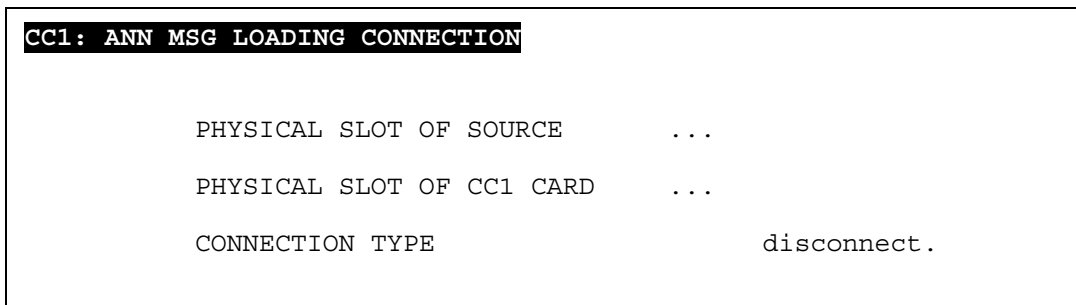 CC1: ANN MSG LOADING CONNECTION
PHYSICAL SLOT OF SOURCE ...
PHYSICAL SLOT OF CC1 CARD ...
CONNECTION TYPE disconnect.